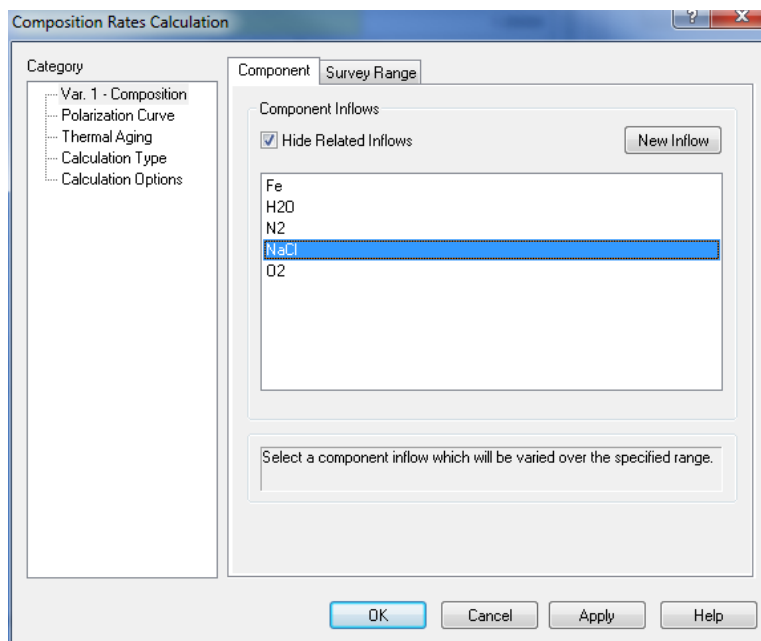 Composition Rates Calculation
? X
Category
Var. 1 - Composition
Polarization Curve
Thermal Aging
Calculation Type
Calculation Options
Component Survey Range
Component Inflows
Hide Related Inflows New Inflow
Fe
H2O
N2
NaCl
O2
Select a component inflow which will be varied over the specified range.
OK Cancel Apply Help